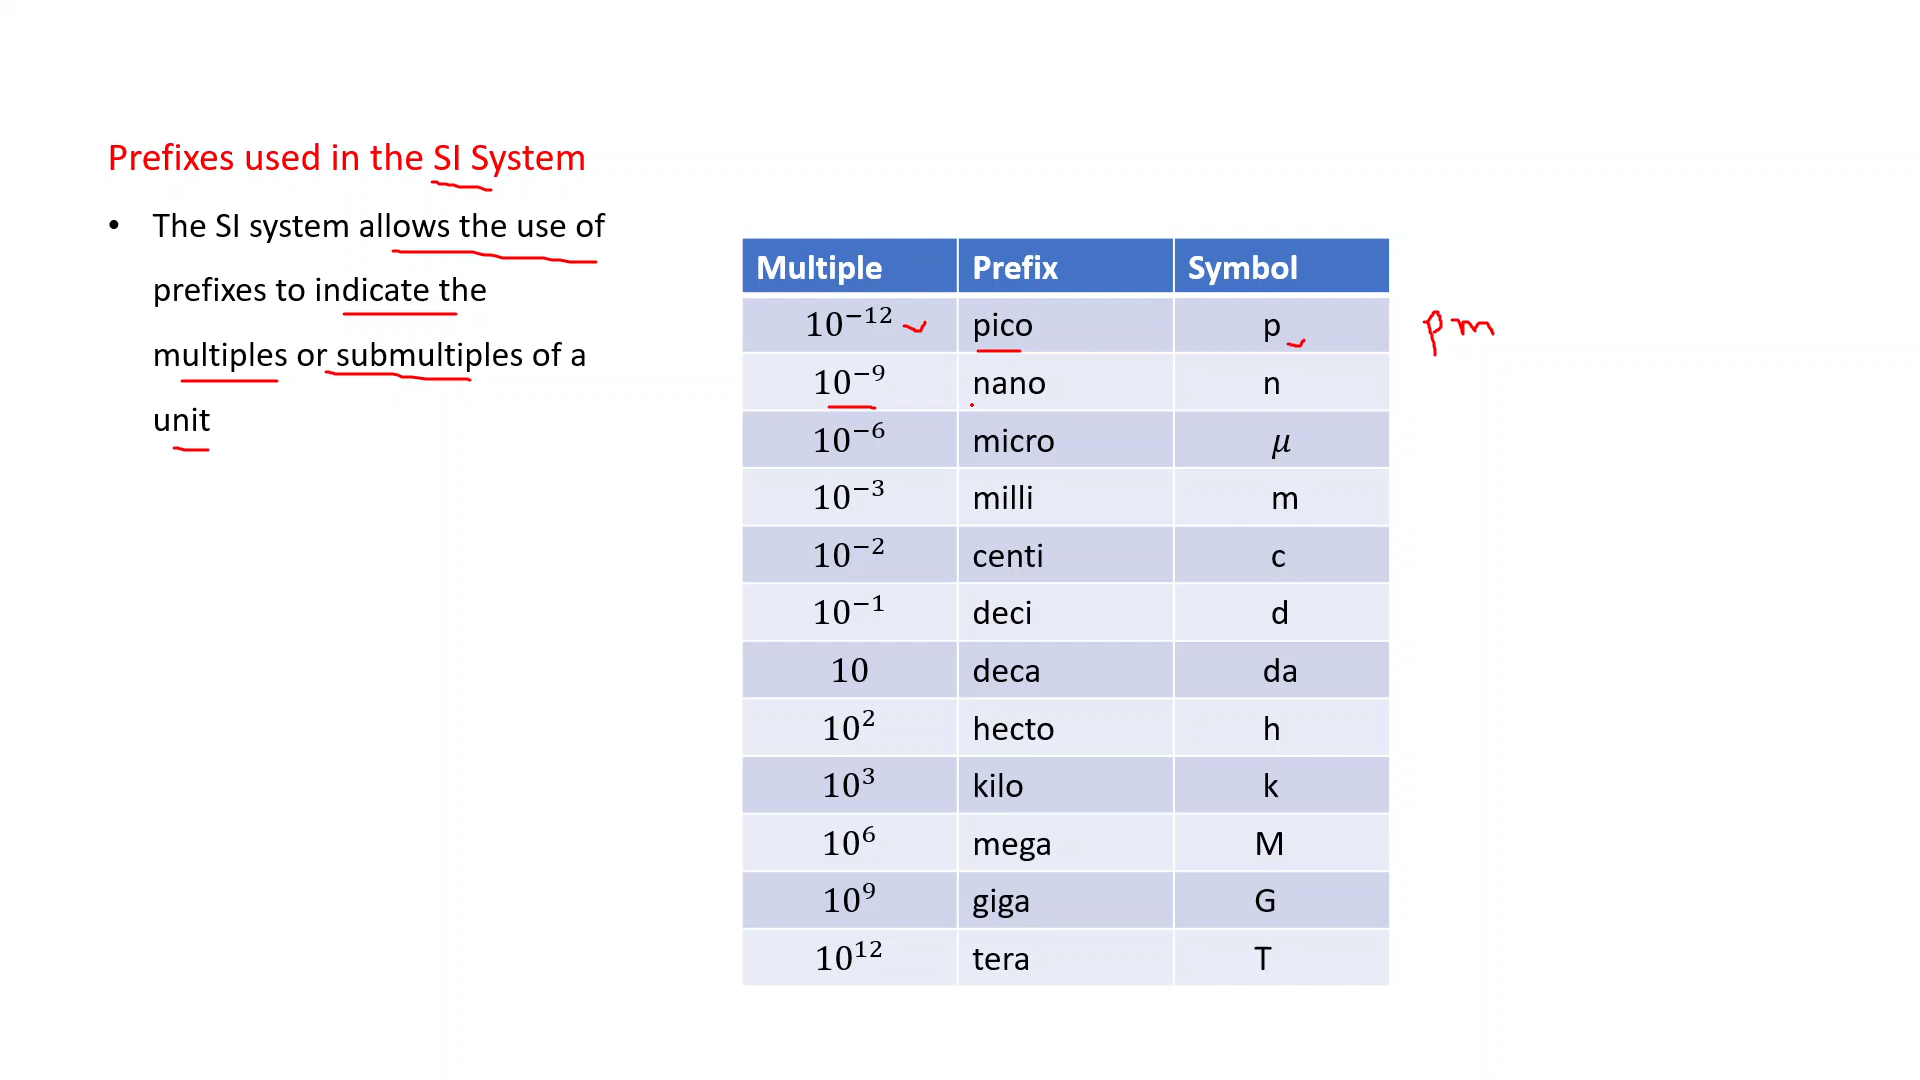 Prefixes used in the SI System
• The SI system allows the use of
prefixes to indicate the
multiples or submultiples of a
unit
Multiple Prefix Symbol
10⁻¹² pico p pm
10⁻⁹ nano n
10⁻⁶ micro μ
10⁻³ milli m
10⁻² centi c
10⁻¹ deci d
10 deca da
10² hecto h
10³ kilo k
10⁶ mega M
10⁹ giga G
10¹² tera T